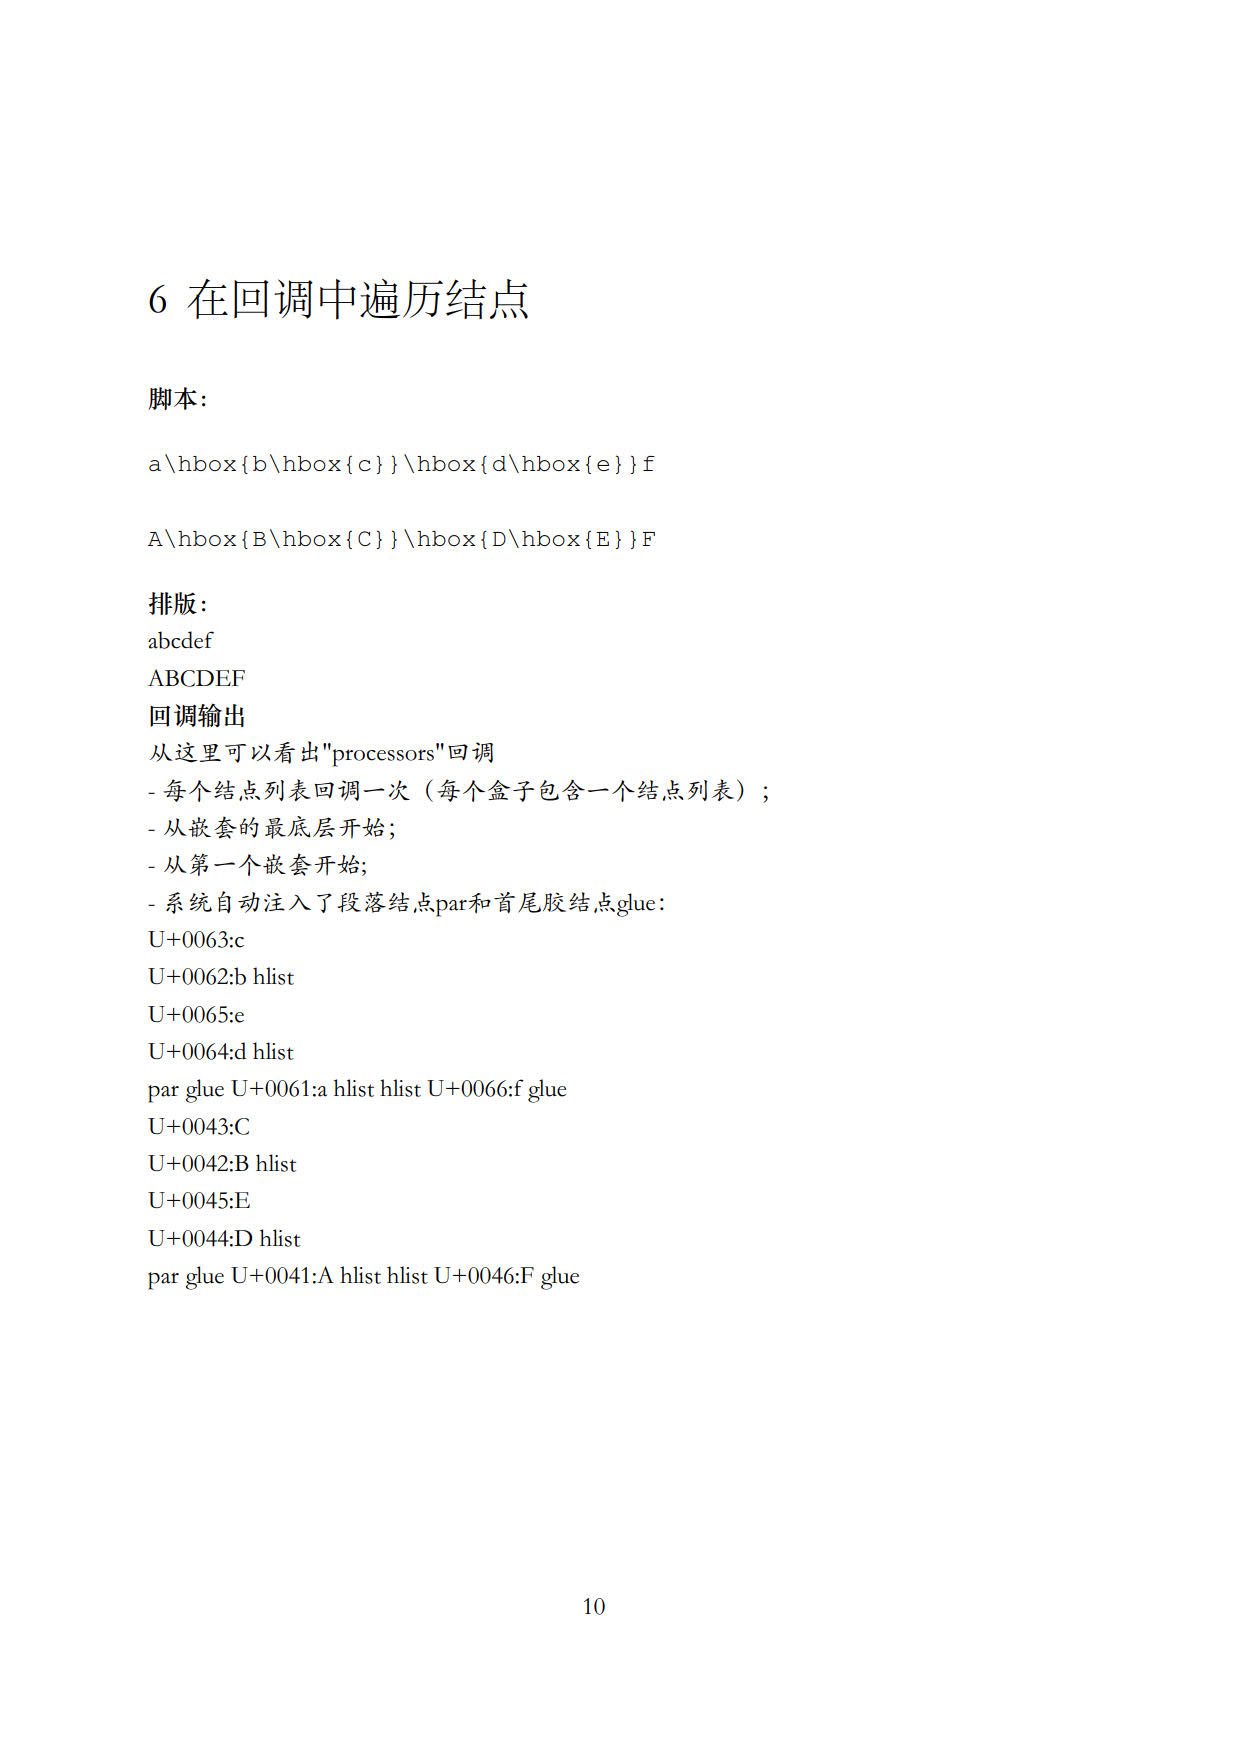 6 在回调中遍历结点
脚本：
a\hbox{b\hbox{c}}\hbox{d\hbox{e}}f
A\hbox{B\hbox{C}}\hbox{D\hbox{E}}F
排版：
abcdef
ABCDEF
回调输出
从这里可以看出"processors"回调
- 每个结点列表回调一次（每个盒子包含一个结点列表）；
- 从嵌套的最底层开始；
- 从第一个嵌套开始;
- 系统自动注入了段落结点par和首尾胶结点glue：
U+0063:c
U+0062:b hlist
U+0065:e
U+0064:d hlist
par glue U+0061:a hlist hlist U+0066:f glue
U+0043:C
U+0042:B hlist
U+0045:E
U+0044:D hlist
par glue U+0041:A hlist hlist U+0046:F glue
10